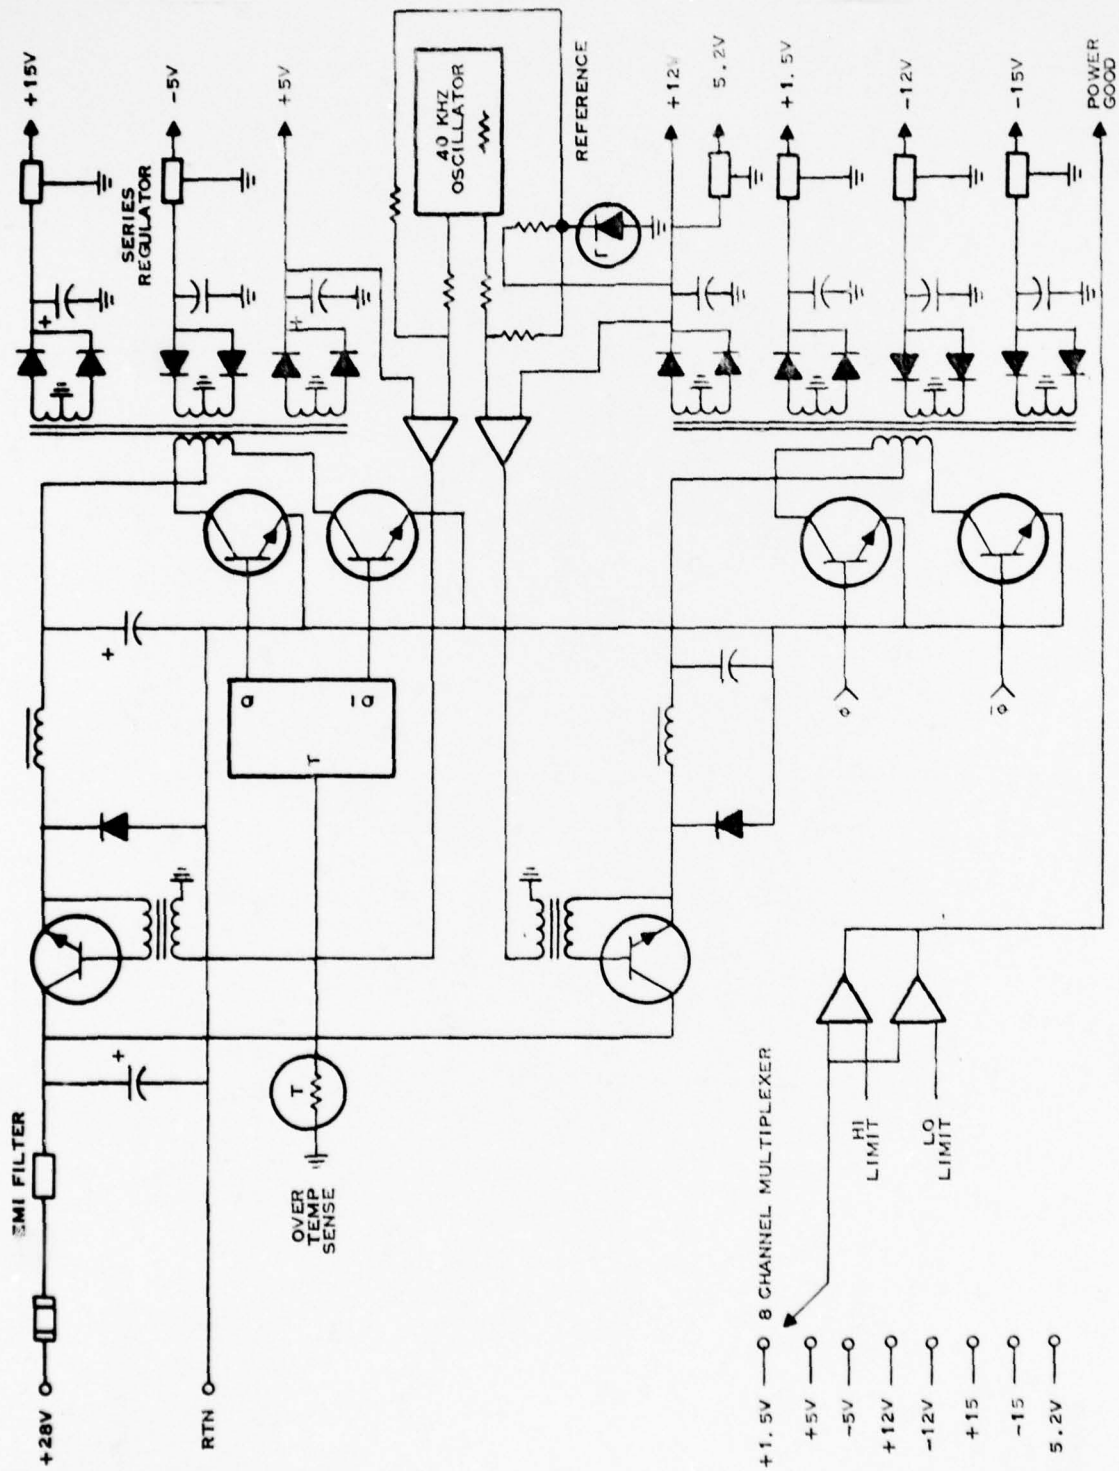 +15V
SERIES
REGULATOR
-5V
+5V
40 KHZ
OSCILLATOR
REFERENCE
+12V
5.2V
+1.5V
-12V
-15V
POWER
GOOD
+
+
+
Q
Q
T
ϕ
ϕ
+
EMI FILTER
T
OVER
TEMP
SENSE
+28V
RTN
8 CHANNEL MULTIPLEXER
HI
LIMIT
LO
LIMIT
+1.5V
+5V
-5V
+12V
-12V
+15
-15
5.2V